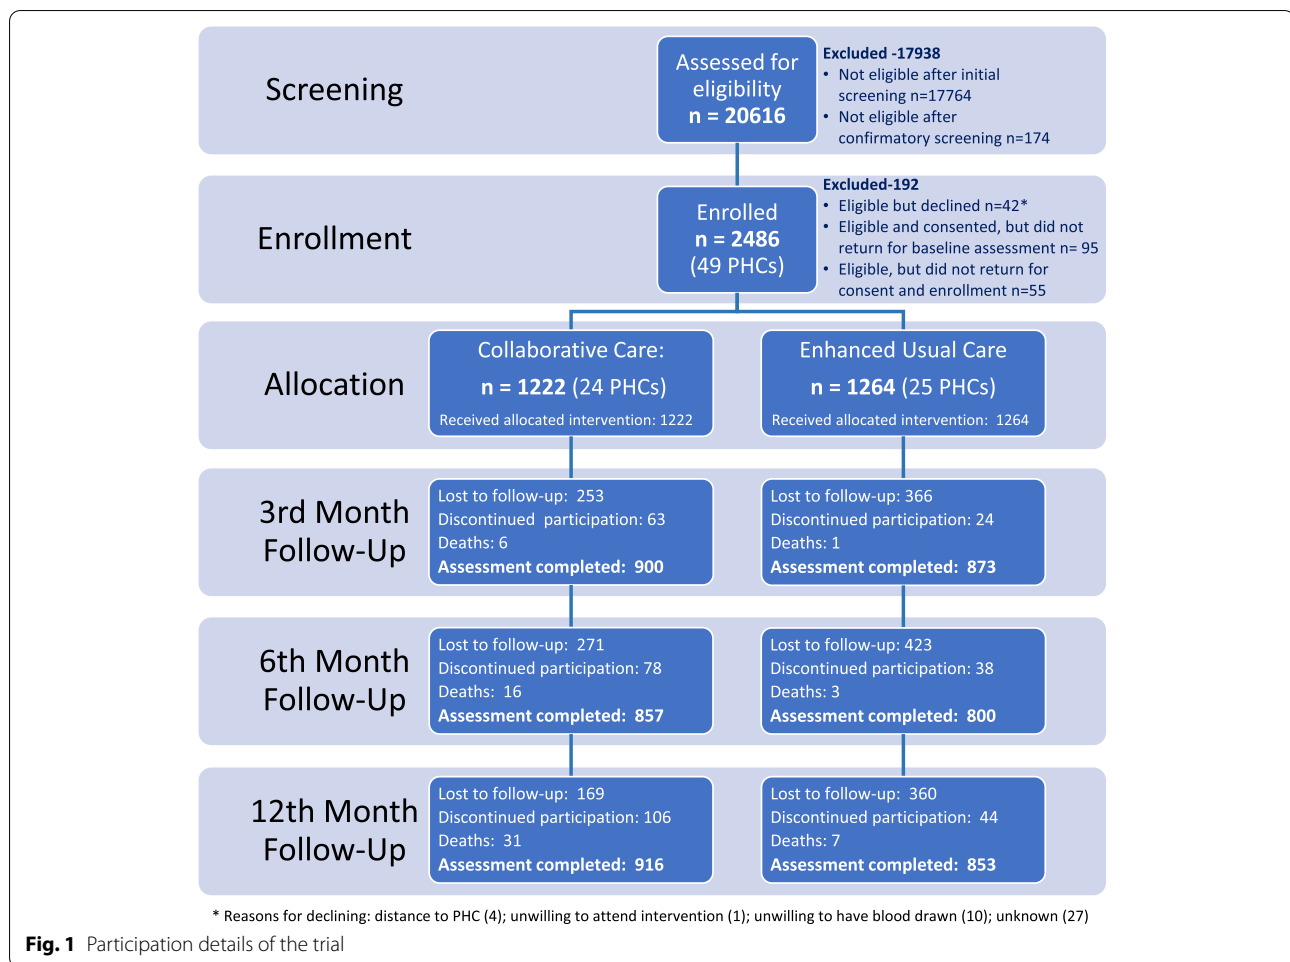 Screening
Assessed for
eligibility
n = 20616
Excluded -17938
• Not eligible after initial
screening n=17764
• Not eligible after
confirmatory screening n=174
Enrollment
Enrolled
n = 2486
(49 PHCs)
Excluded-192
• Eligible but declined n=42*
• Eligible and consented, but did not
return for baseline assessment n= 95
• Eligible, but did not return for
consent and enrollment n=55
Allocation
Collaborative Care:
n = 1222 (24 PHCs)
Received allocated intervention: 1222
Enhanced Usual Care
n = 1264 (25 PHCs)
Received allocated intervention: 1264
3rd Month
Follow-Up
Lost to follow-up: 253
Discontinued participation: 63
Deaths: 6
Assessment completed: 900
Lost to follow-up: 366
Discontinued participation: 24
Deaths: 1
Assessment completed: 873
6th Month
Follow-Up
Lost to follow-up: 271
Discontinued participation: 78
Deaths: 16
Assessment completed: 857
Lost to follow-up: 423
Discontinued participation: 38
Deaths: 3
Assessment completed: 800
12th Month
Follow-Up
Lost to follow-up: 169
Discontinued participation: 106
Deaths: 31
Assessment completed: 916
Lost to follow-up: 360
Discontinued participation: 44
Deaths: 7
Assessment completed: 853
* Reasons for declining: distance to PHC (4); unwilling to attend intervention (1); unwilling to have blood drawn (10); unknown (27)
Fig. 1 Participation details of the trial